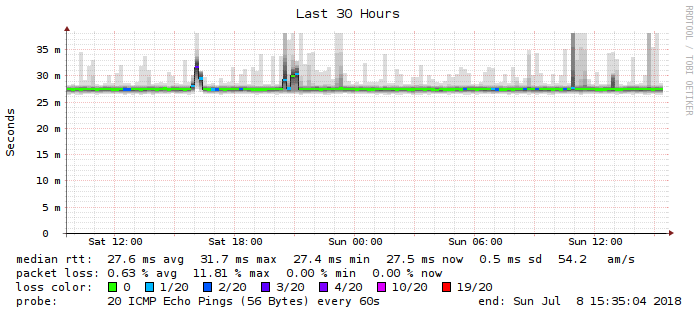 Last 30 Hours
RRDTOOL / TOBI OETIKER
Seconds
35 m
30 m
25 m
20 m
15 m
10 m
5 m
0
Sat 12:00 Sat 18:00 Sun 00:00 Sun 06:00 Sun 12:00
median rtt: 27.6 ms avg 31.7 ms max 27.4 ms min 27.5 ms now 0.5 ms sd 54.2 am/s
packet loss: 0.63 % avg 11.81 % max 0.00 % min 0.00 % now
loss color: 0 1/20 2/20 3/20 4/20 10/20 19/20
probe: 20 ICMP Echo Pings (56 Bytes) every 60s end: Sun Jul 8 15:35:04 2018